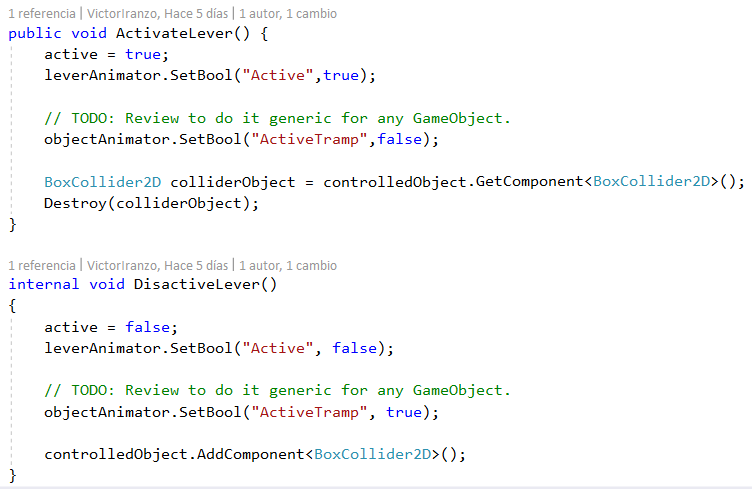 1 referencia | VictorIranzo, Hace 5 días | 1 autor, 1 cambio
public void ActivateLever() {
active = true;
leverAnimator.SetBool("Active",true);
// TODO: Review to do it generic for any GameObject.
objectAnimator.SetBool("ActiveTramp",false);
BoxCollider2D colliderObject = controlledObject.GetComponent<BoxCollider2D>();
Destroy(colliderObject);
}
1 referencia | VictorIranzo, Hace 5 días | 1 autor, 1 cambio
internal void DisactiveLever()
{
active = false;
leverAnimator.SetBool("Active", false);
// TODO: Review to do it generic for any GameObject.
objectAnimator.SetBool("ActiveTramp", true);
controlledObject.AddComponent<BoxCollider2D>();
}